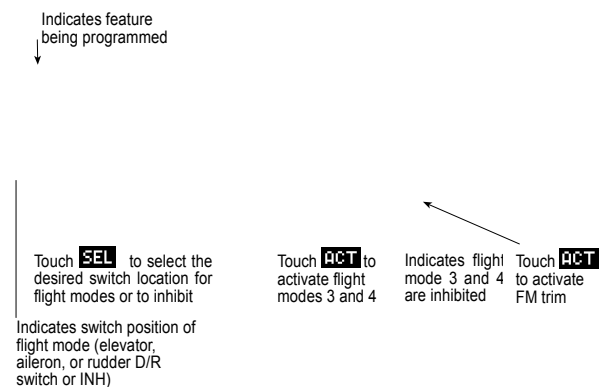 Indicates feature
being programmed
Touch SEL to select the
desired switch location for
flight modes or to inhibit
Touch ACT to
activate flight
modes 3 and 4
Indicates flight
mode 3 and 4
are inhibited
Touch ACT
to activate
FM trim
Indicates switch position of
flight mode (elevator,
aileron, or rudder D/R
switch or INH)